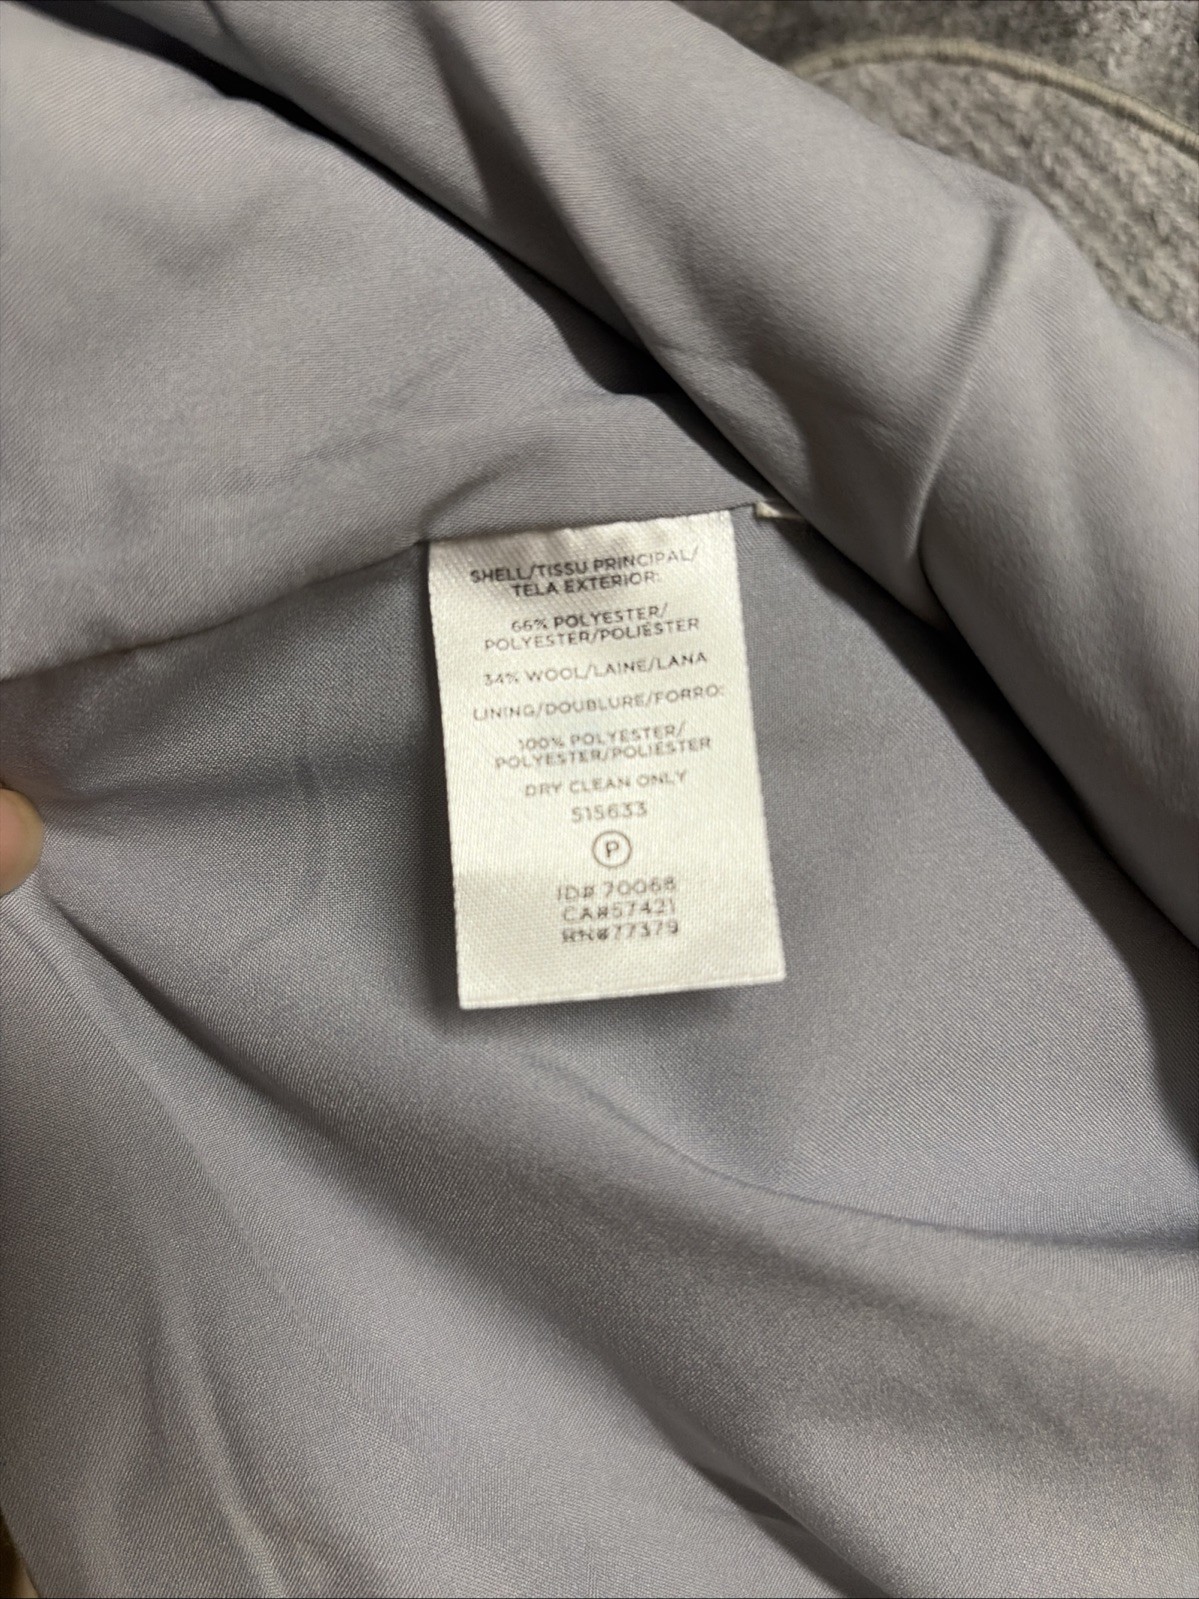 SHELL/TISSU PRINCIPAL/
TELA EXTERIOR:
66% POLYESTER/
POLYESTER/POLIÉSTER
34% WOOL/LAINE/LANA
LINING/DOUBLURE/FORRO:
100% POLYESTER/
POLYESTER/POLIÉSTER
DRY CLEAN ONLY
515633
P
ID# 70068
CA#57421
RN#77379